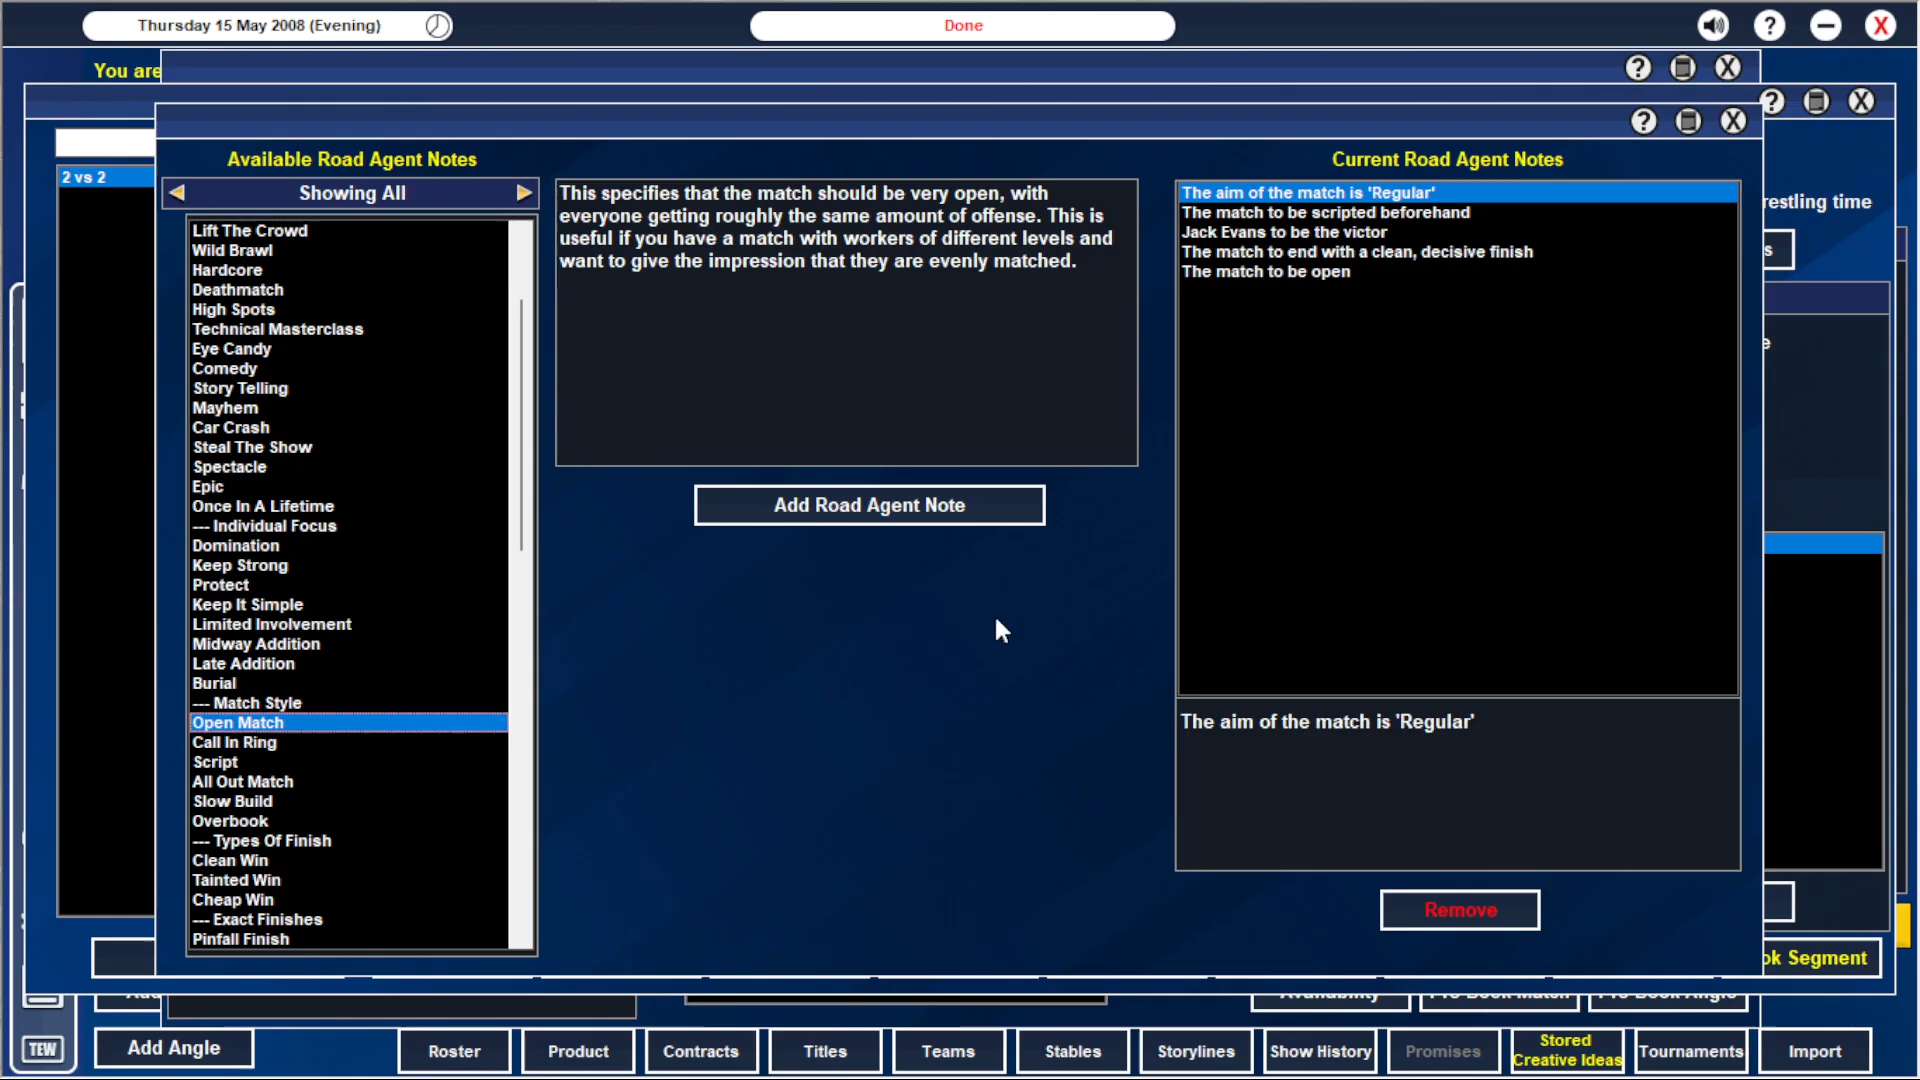 Thursday 15 May 2008 (Evening)
Done
You are
Available Road Agent Notes
Current Road Agent Notes
2 vs 2
Showing All
Lift The Crowd
Wild Brawl
Hardcore
Deathmatch
High Spots
Technical Masterclass
Eye Candy
Comedy
Story Telling
Mayhem
Car Crash
Steal The Show
Spectacle
Epic
Once In A Lifetime
--- Individual Focus
Domination
Keep Strong
Protect
Keep It Simple
Limited Involvement
Midway Addition
Late Addition
Burial
--- Match Style
Open Match
Call In Ring
Script
All Out Match
Slow Build
Overbook
--- Types Of Finish
Clean Win
Tainted Win
Cheap Win
--- Exact Finishes
Pinfall Finish
This specifies that the match should be very open, with
everyone getting roughly the same amount of offense. This is
useful if you have a match with workers of different levels and
want to give the impression that they are evenly matched.
Add Road Agent Note
The aim of the match is 'Regular'
The match to be scripted beforehand
Jack Evans to be the victor
The match to end with a clean, decisive finish
The match to be open
The aim of the match is 'Regular'
Remove
restling time
s
e
ok Segment
Availability
Pre Book Match
Pre Book Angle
TEW
Add Angle
Roster
Product
Contracts
Titles
Teams
Stables
Storylines
Show History
Promises
Stored
Creative Ideas
Tournaments
Import